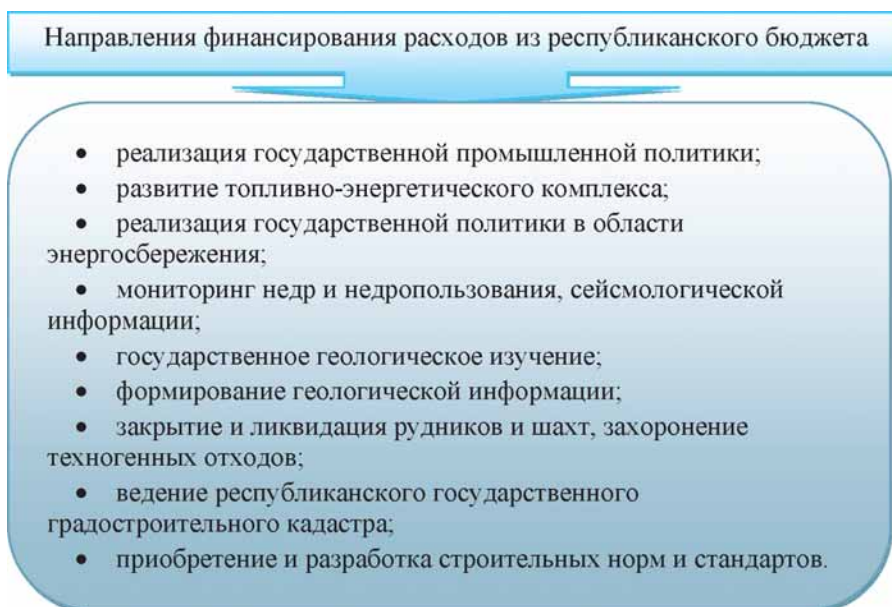 Направления финансирования расходов из республиканского бюджета
• реализация государственной промышленной политики;
• развитие топливно-энергетического комплекса;
• реализация государственной политики в области
энергосбережения;
• мониторинг недр и недропользования, сейсмологической
информации;
• государственное геологическое изучение;
• формирование геологической информации;
• закрытие и ликвидация рудников и шахт, захоронение
техногенных отходов;
• ведение республиканского государственного
градостроительного кадастра;
• приобретение и разработка строительных норм и стандартов.